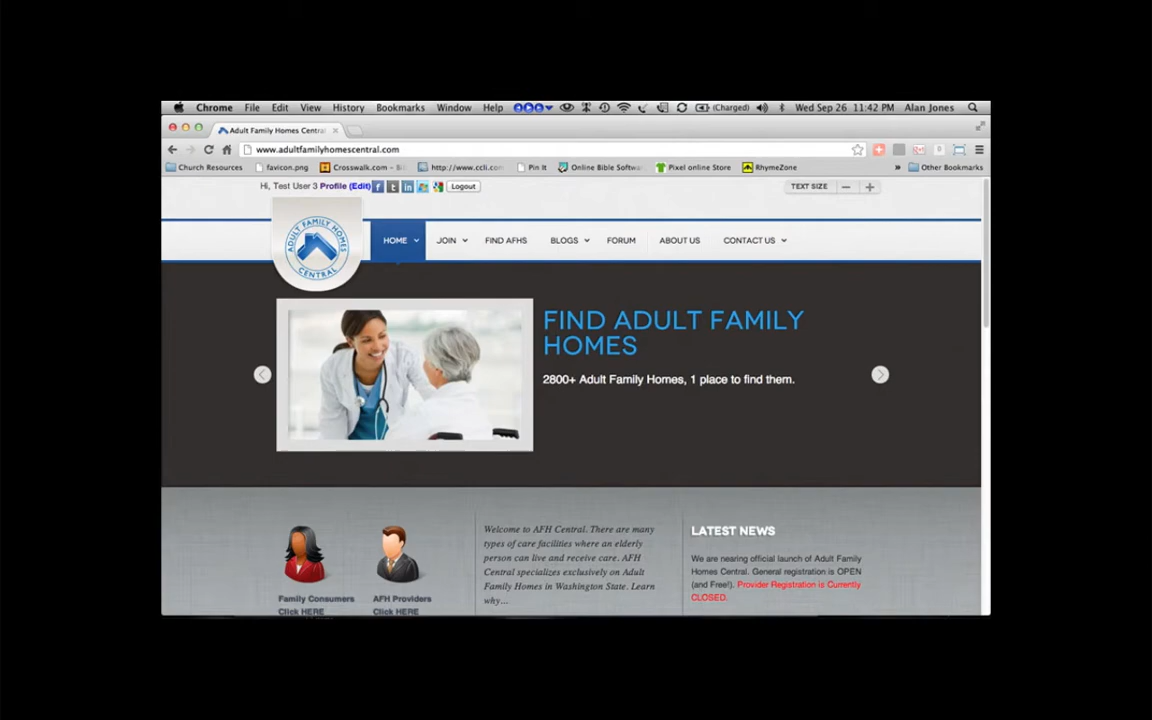 Chrome File Edit View History Bookmarks Window Help (Charged) Wed Sep 26 11:42 PM Alan Jones
Adult Family Homes Centra
www.adultfamilyhomescentral.com
Church Resources favicon.png Crosswalk.com – Bi http://www.ccli.con Pin It Online Bible Softwa Pixel online Store RhymeZone » Other Bookmarks
Hi, Test User 3 Profile (Edit) Logout TEXT SIZE
HOME JOIN FIND AFHS BLOGS FORUM ABOUT US CONTACT US
ADULT FAMILY HOMES
CENTRAL
FIND ADULT FAMILY
HOMES
2800+ Adult Family Homes, 1 place to find them.
Welcome to AFH Central. There are many
types of care facilities where an elderly
person can live and receive care. AFH
Central specializes exclusively on Adult
Family Homes in Washington State. Learn
why...
LATEST NEWS
We are nearing official launch of Adult Family
Homes Central. General registration is OPEN
(and Free!). Provider Registration is Currently
CLOSED.
Family Consumers
Click HERE
AFH Providers
Click HERE